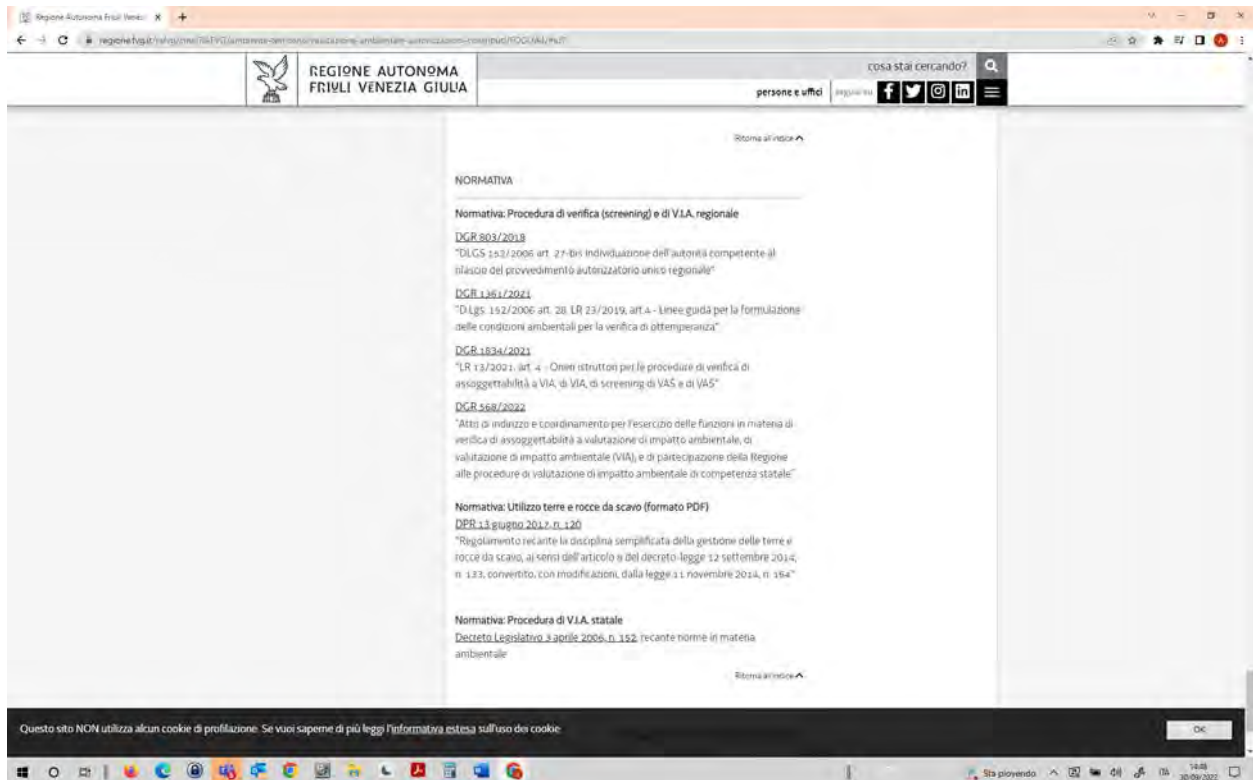 Regione Autonoma Friuli Venezi
REGIONE AUTONOMA
FRIULI VENEZIA GIULIA
cosa stai cercando?
persone e uffici
seguici su
Ritorna all'indice
NORMATIVA
Normativa: Procedura di verifica (screening) e di V.I.A. regionale
DGR 803/2018
"DLGS 152/2006 art. 27-bis Individuazione dell'autorità competente al
rilascio del provvedimento autorizzatorio unico regionale"
DGR 1361/2021
"D.Lgs. 152/2006 art. 28. LR 23/2019, art.4 - Linee guida per la formulazione
delle condizioni ambientali per la verifica di ottemperanza"
DGR 1834/2021
"LR 13/2021, art. 4 - Oneri istruttori per le procedure di verifica di
assoggettabilità a VIA, di VIA, di screening di VAS e di VAS"
DGR 568/2022
"Atto di indirizzo e coordinamento per l'esercizio delle funzioni in materia di
verifica di assoggettabilità a valutazione di impatto ambientale, di
valutazione di impatto ambientale (VIA), e di partecipazione della Regione
alle procedure di valutazione di impatto ambientale di competenza statale"
Normativa: Utilizzo terre e rocce da scavo (formato PDF)
DPR 13 giugno 2017, n. 120
"Regolamento recante la disciplina semplificata della gestione delle terre e
rocce da scavo, ai sensi dell'articolo 8 del decreto-legge 12 settembre 2014,
n. 133, convertito, con modificazioni, dalla legge 11 novembre 2014, n. 164"
Normativa: Procedura di V.I.A. statale
Decreto Legislativo 3 aprile 2006, n. 152, recante norme in materia
ambientale
Ritorna all'indice
Questo sito NON utilizza alcun cookie di profilazione. Se vuoi saperne di più leggi l'informativa estesa sull'uso dei cookie.
OK
Sta piovendo
ITA
30/09/2022